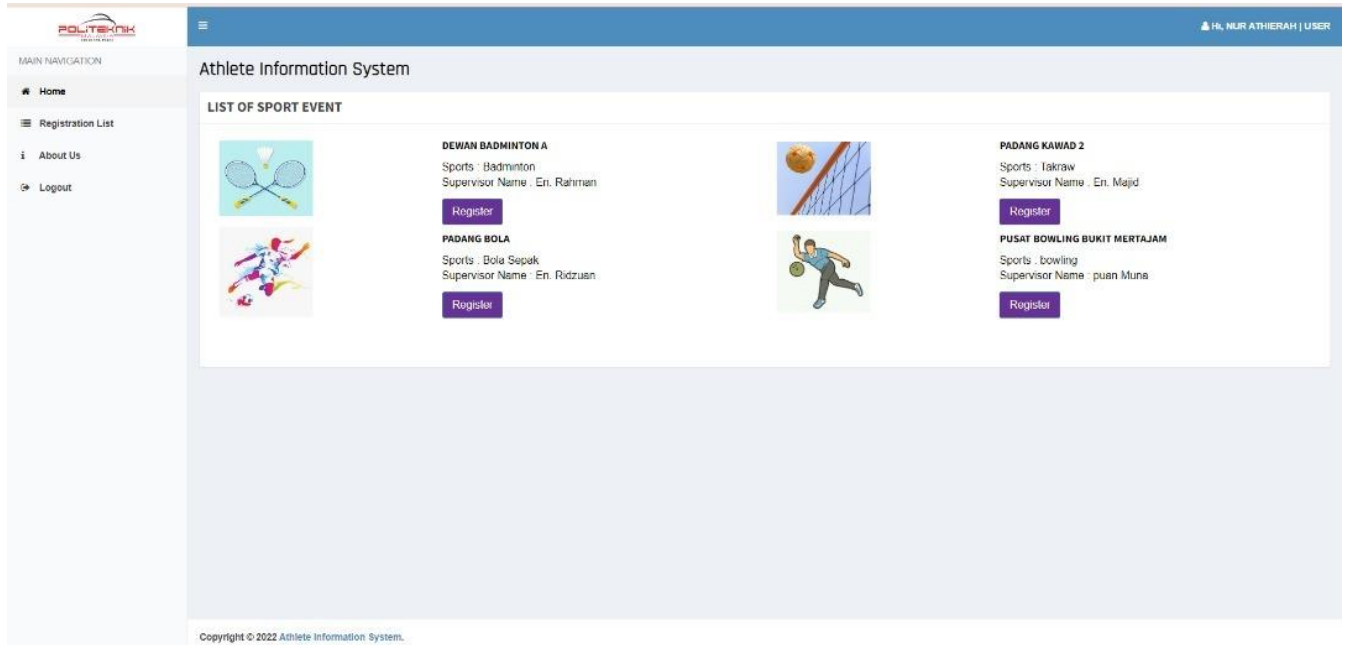 POLITEKNIK
MALAYSIA
Hi, NUR ATHIERAH | USER
MAIN NAVIGATION
Home
Registration List
About Us
Logout
Athlete Information System
LIST OF SPORT EVENT
DEWAN BADMINTON A
Sports : Badminton
Supervisor Name : En. Rahman
Register
PADANG KAWAD 2
Sports : Takraw
Supervisor Name : En. Majid
Register
PADANG BOLA
Sports : Bola Sepak
Supervisor Name : En. Ridzuan
Register
PUSAT BOWLING BUKIT MERTAJAM
Sports : bowling
Supervisor Name : puan Muna
Register
Copyright © 2022 Athlete Information System.